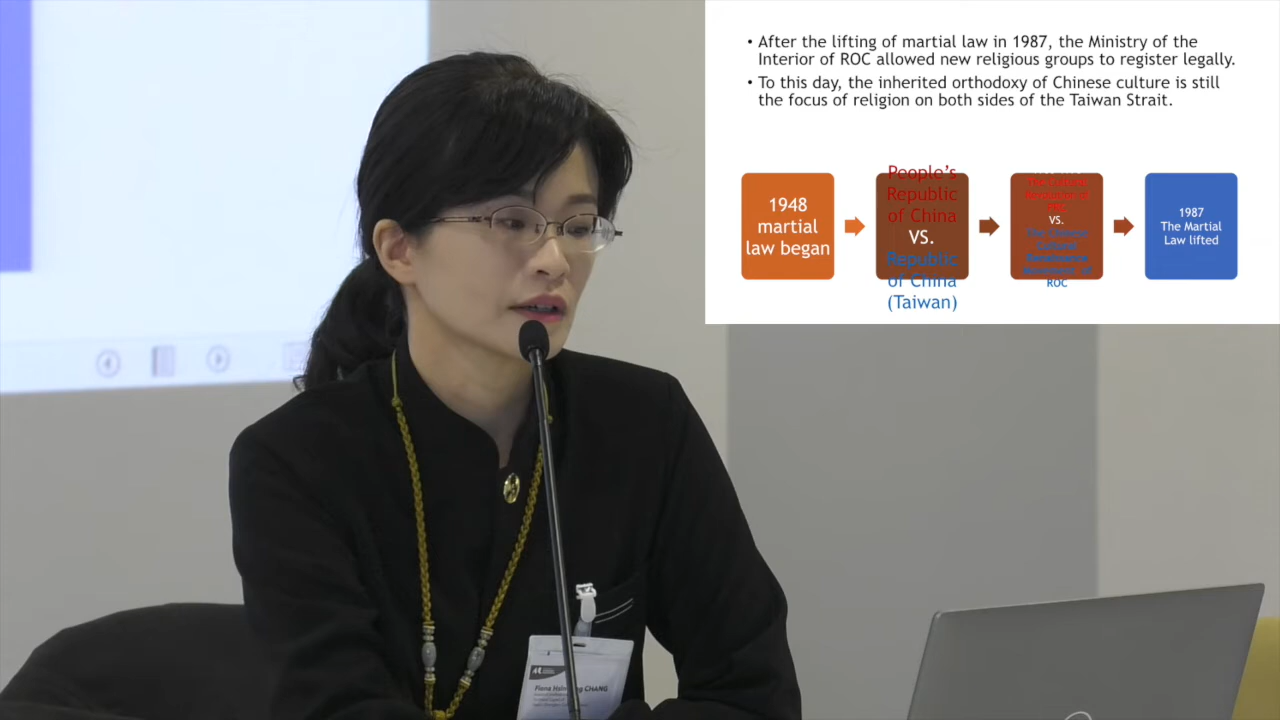 • After the lifting of martial law in 1987, the Ministry of the
Interior of ROC allowed new religious groups to register legally.
• To this day, the inherited orthodoxy of Chinese culture is still
the focus of religion on both sides of the Taiwan Strait.
1948
martial
law began
People's
Republic
of China
VS.
Republic
of China
(Taiwan)
VS.
ROC
1987
The Martial
Law lifted
Fiona CHANG